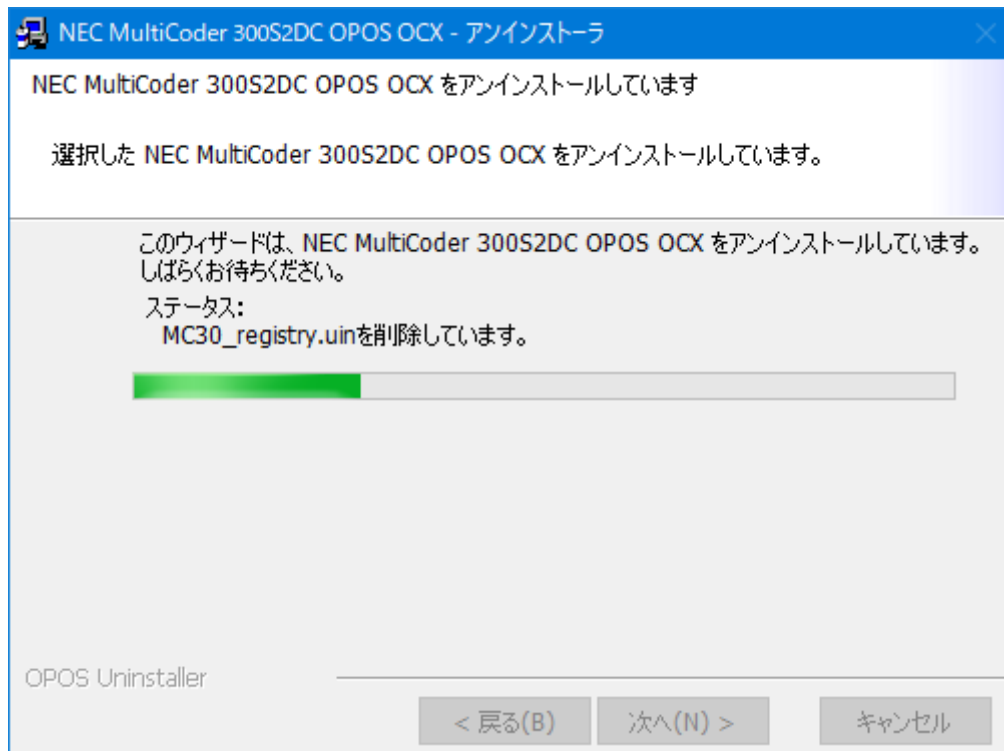 NEC MultiCoder 300S2DC OPOS OCX - アンインストーラ
NEC MultiCoder 300S2DC OPOS OCX をアンインストールしています
選択した NEC MultiCoder 300S2DC OPOS OCX をアンインストールしています。
このウィザードは、NEC MultiCoder 300S2DC OPOS OCX をアンインストールしています。
しばらくお待ちください。
ステータス:
MC30_registry.uinを削除しています。
OPOS Uninstaller
< 戻る(B)
次へ(N) >
キャンセル